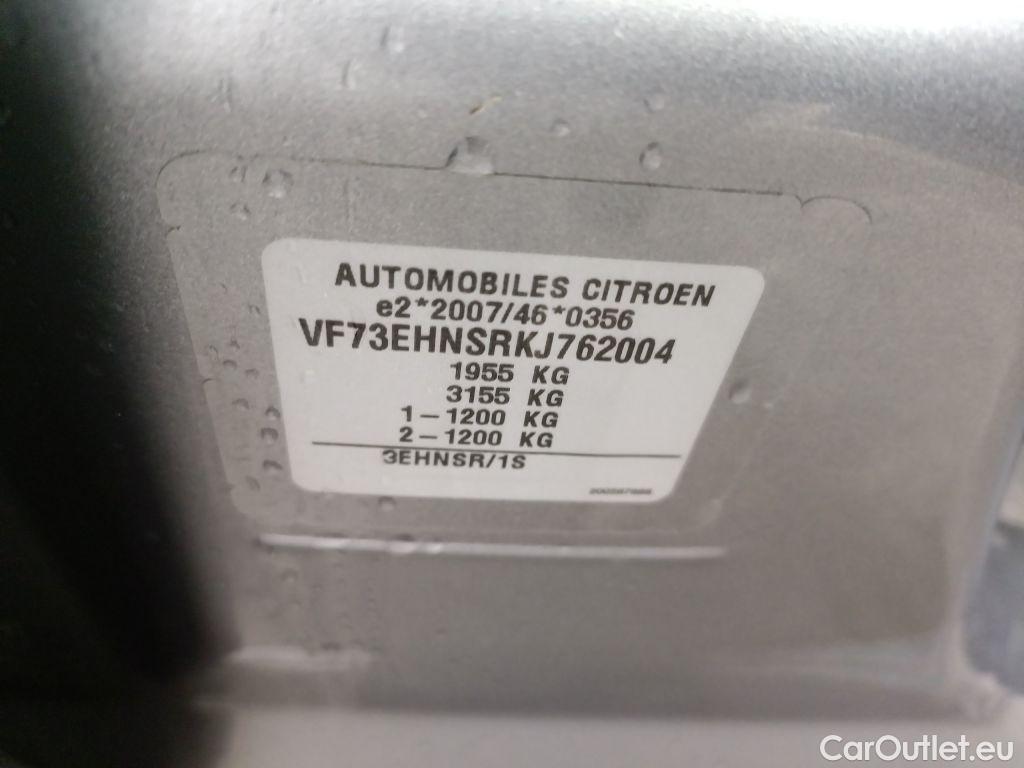 AUTOMOBILES CITROEN
e2*2007/46*0356
VF73EHNSRKJ762004
1955 KG
3155 KG
1-1200 KG
2-1200 KG
3EHNSR/1S
CarOutlet.eu